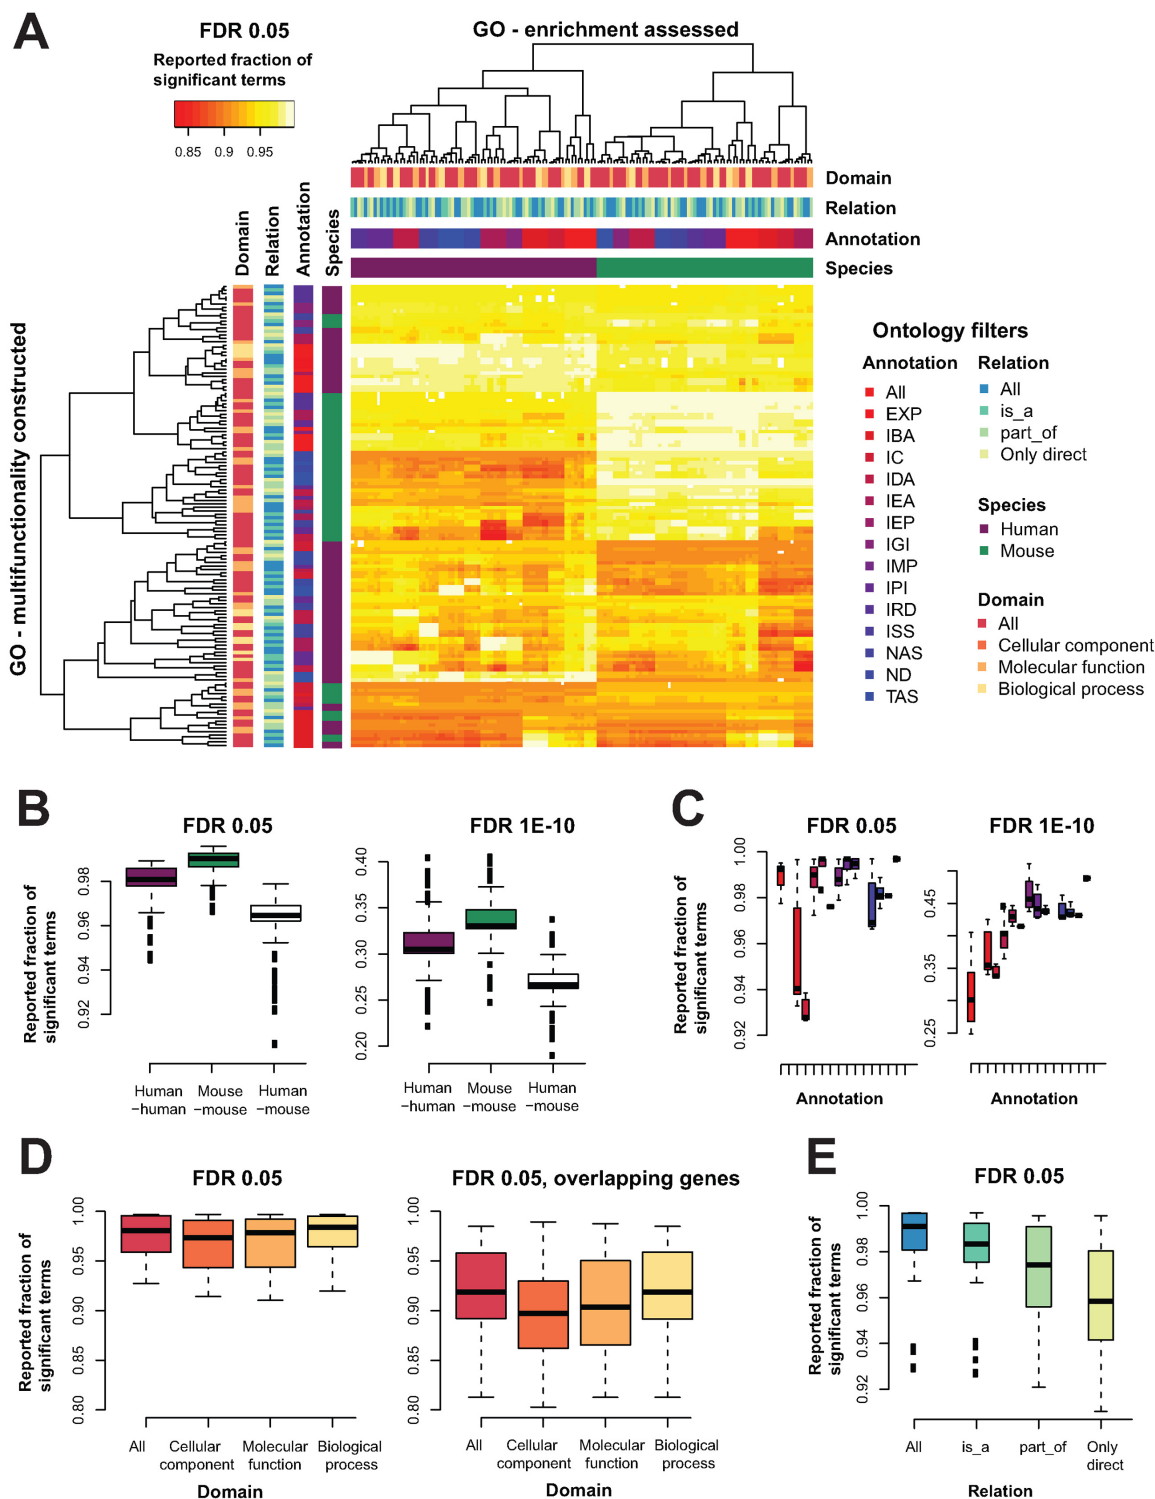 A
FDR 0.05
Reported fraction of
significant terms
0.85 0.9 0.95
GO - enrichment assessed
Domain
Relation
Annotation
Species
Domain
Relation
Annotation
Species
GO - multifunctionality constructed
Ontology filters
Annotation
All
EXP
IBA
IC
IDA
IEA
IEP
IGI
IMP
IPI
IRD
ISS
NAS
ND
TAS
Relation
All
is_a
part_of
Only direct
Species
Human
Mouse
Domain
All
Cellular component
Molecular function
Biological process
B
FDR 0.05
Reported fraction of
significant terms
0.98
0.96
0.94
0.92
Human
-human
Mouse
-mouse
Human
-mouse
FDR 1E-10
0.40
0.35
0.30
0.25
0.20
Human
-human
Mouse
-mouse
Human
-mouse
C
FDR 0.05
Reported fraction of
significant terms
1.00
0.98
0.96
0.94
0.92
Annotation
FDR 1E-10
0.45
0.35
0.25
Annotation
D
FDR 0.05
Reported fraction of
significant terms
1.00
0.95
0.90
0.85
0.80
All
Cellular
component
Molecular
function
Biological
process
Domain
FDR 0.05, overlapping genes
1.00
0.95
0.90
0.85
0.80
All
Cellular
component
Molecular
function
Biological
process
Domain
E
FDR 0.05
Reported fraction of
significant terms
1.00
0.98
0.96
0.94
0.92
All
is_a
part_of
Only
direct
Relation